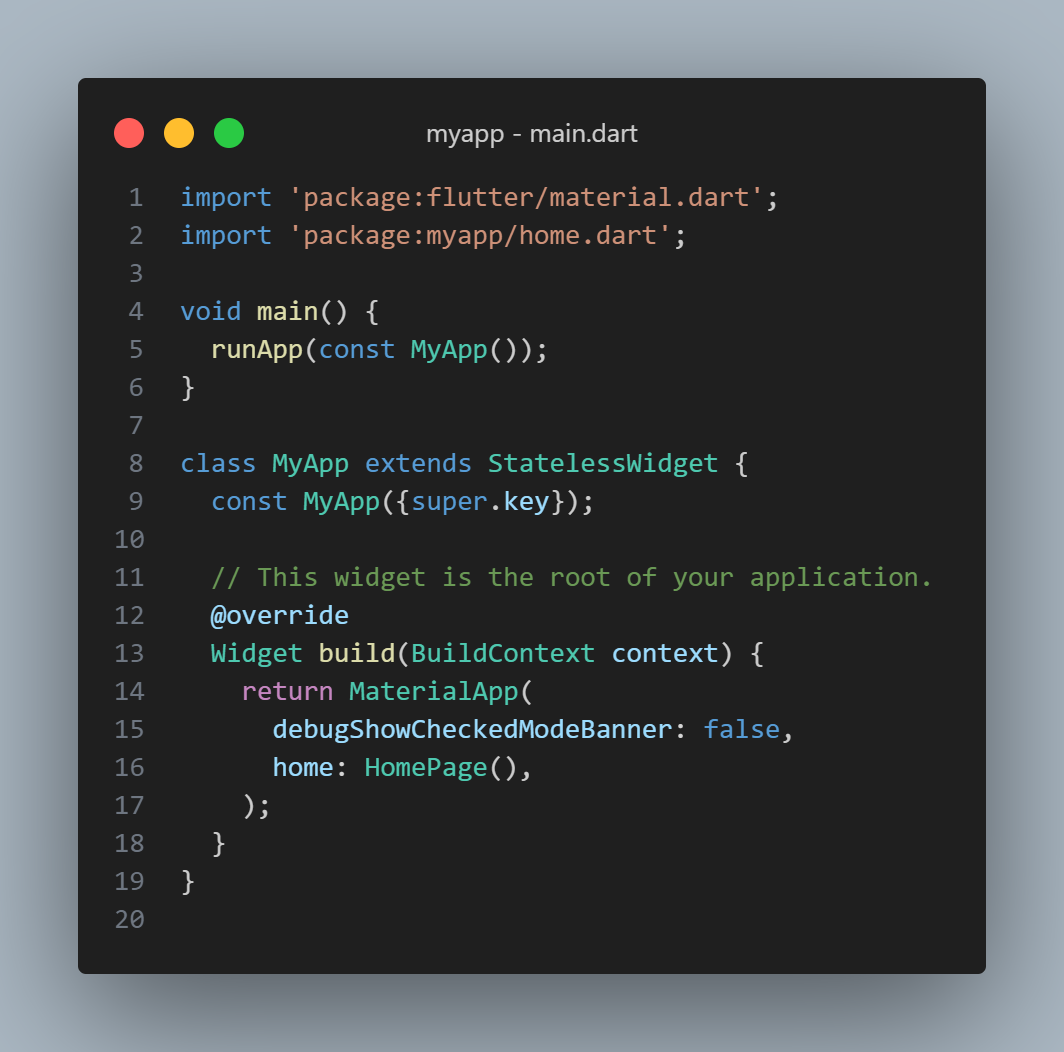 myapp - main.dart
1 import 'package:flutter/material.dart';
2 import 'package:myapp/home.dart';
3
4 void main() {
5   runApp(const MyApp());
6 }
7
8 class MyApp extends StatelessWidget {
9   const MyApp({super.key});
10
11   // This widget is the root of your application.
12   @override
13   Widget build(BuildContext context) {
14     return MaterialApp(
15       debugShowCheckedModeBanner: false,
16       home: HomePage(),
17     );
18   }
19 }
20